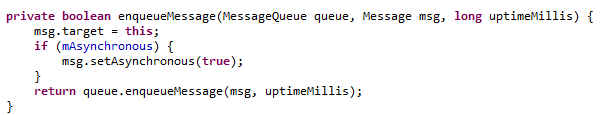 private boolean enqueueMessage(MessageQueue queue, Message msg, long uptimeMillis) {
    msg.target = this;
    if (mAsynchronous) {
        msg.setAsynchronous(true);
    }
    return queue.enqueueMessage(msg, uptimeMillis);
}